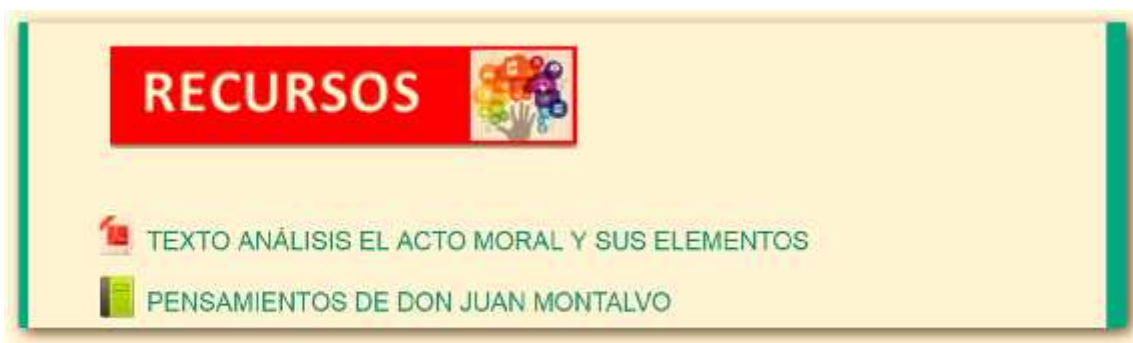 RECURSOS
TEXTO ANÁLISIS EL ACTO MORAL Y SUS ELEMENTOS
PENSAMIENTOS DE DON JUAN MONTALVO